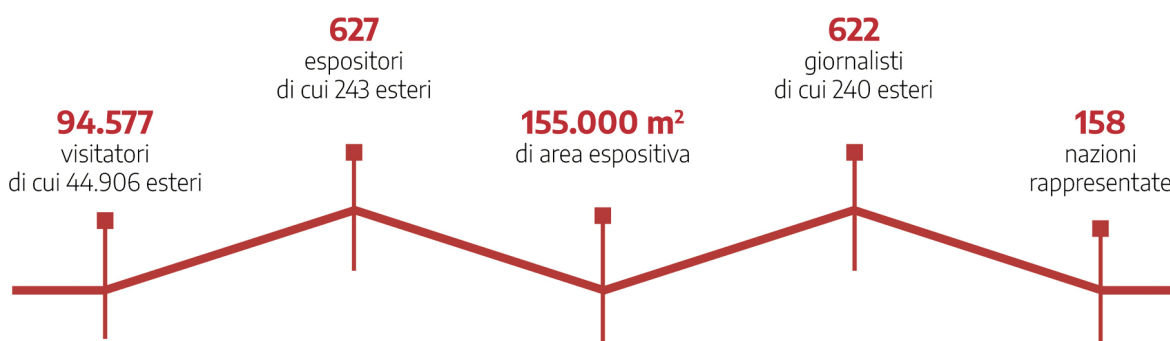 94.577
visitatori
di cui 44.906 esteri
627
espositori
di cui 243 esteri
155.000 m²
di area espositiva
622
giornalisti
di cui 240 esteri
158
nazioni
rappresentate